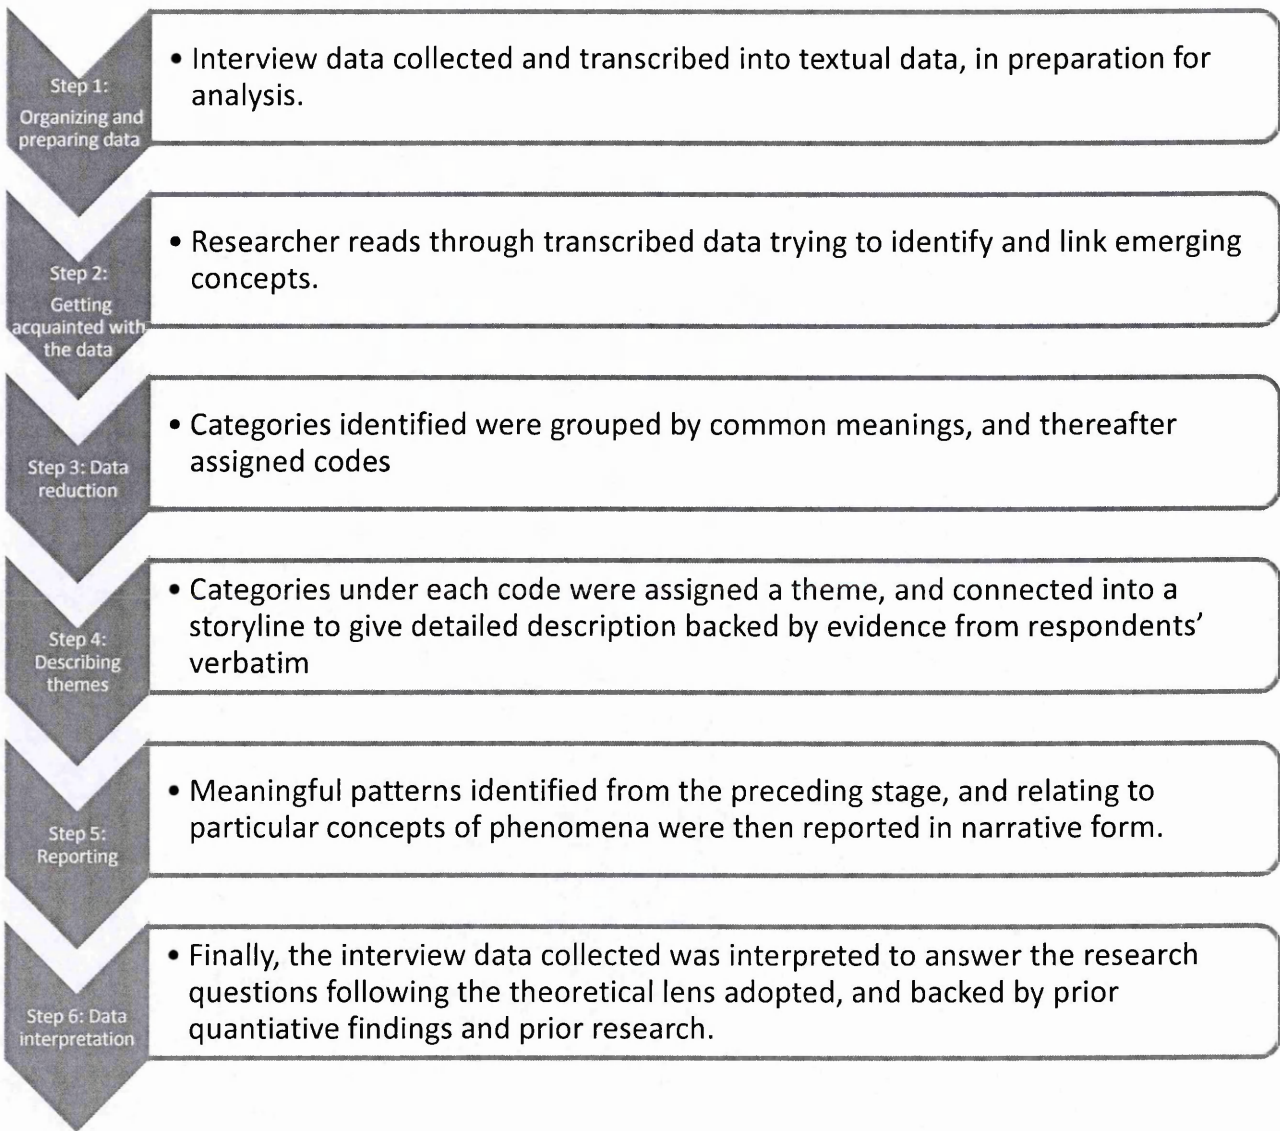 Step 1:
Organizing and
preparing data
• Interview data collected and transcribed into textual data, in preparation for
analysis.
Step 2:
Getting
acquainted with
the data
• Researcher reads through transcribed data trying to identify and link emerging
concepts.
Step 3: Data
reduction
• Categories identified were grouped by common meanings, and thereafter
assigned codes
Step 4:
Describing
themes
• Categories under each code were assigned a theme, and connected into a
storyline to give detailed description backed by evidence from respondents’
verbatim
Step 5:
Reporting
• Meaningful patterns identified from the preceding stage, and relating to
particular concepts of phenomena were then reported in narrative form.
Step 6: Data
interpretation
• Finally, the interview data collected was interpreted to answer the research
questions following the theoretical lens adopted, and backed by prior
quantiative findings and prior research.